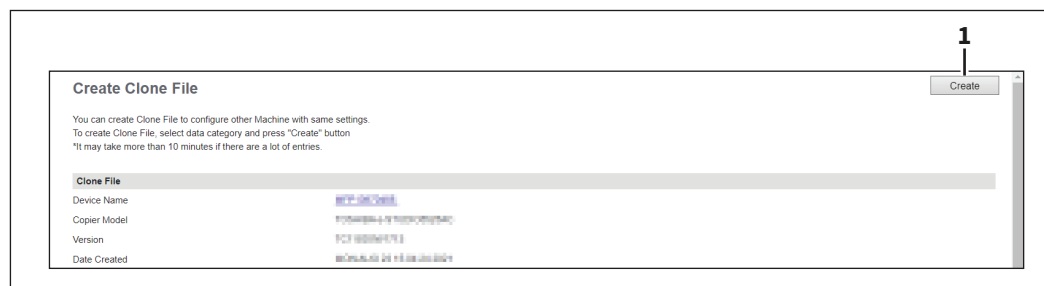 1
Create Clone File
Create
You can create Clone File to configure other Machine with same settings.
To create Clone File, select data category and press "Create" button
*It may take more than 10 minutes if there are a lot of entries.
Clone File
Device Name
Copier Model
Version
Date Created